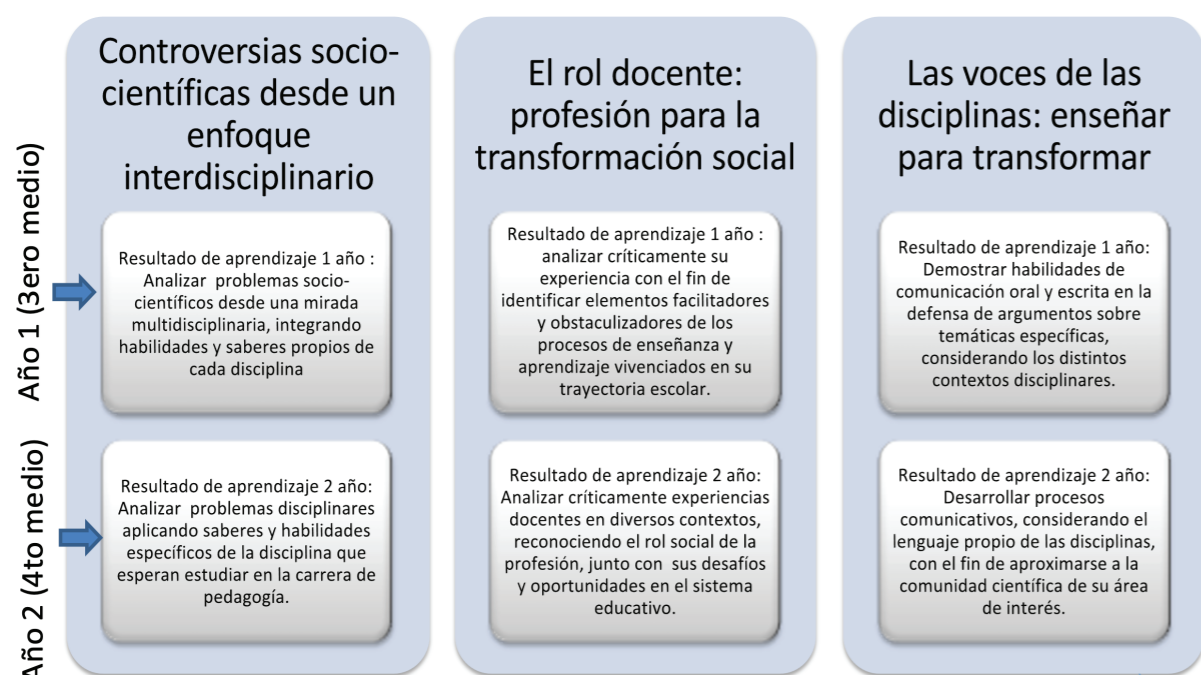 Controversias socio-
científicas desde un
enfoque
interdisciplinario
El rol docente:
profesión para la
transformación social
Las voces de las
disciplinas: enseñar
para transformar
Año 1 (3ero medio)
Resultado de aprendizaje 1 año :
Analizar problemas socio-
científicos desde una mirada
multidisciplinaria, integrando
habilidades y saberes propios de
cada disciplina
Resultado de aprendizaje 1 año :
analizar críticamente su
experiencia con el fin de
identificar elementos facilitadores
y obstaculizadores de los
procesos de enseñanza y
aprendizaje vivenciados en su
trayectoria escolar.
Resultado de aprendizaje 1 año:
Demostrar habilidades de
comunicación oral y escrita en la
defensa de argumentos sobre
temáticas específicas,
considerando los distintos
contextos disciplinares.
Año 2 (4to medio)
Resultado de aprendizaje 2 año:
Analizar problemas disciplinares
aplicando saberes y habilidades
específicos de la disciplina que
esperan estudiar en la carrera de
pedagogía.
Resultado de aprendizaje 2 año:
Analizar críticamente experiencias
docentes en diversos contextos,
reconociendo el rol social de la
profesión, junto con sus desafíos
y oportunidades en el sistema
educativo.
Resultado de aprendizaje 2 año:
Desarrollar procesos
comunicativos, considerando el
lenguaje propio de las disciplinas,
con el fin de aproximarse a la
comunidad científica de su área
de interés.